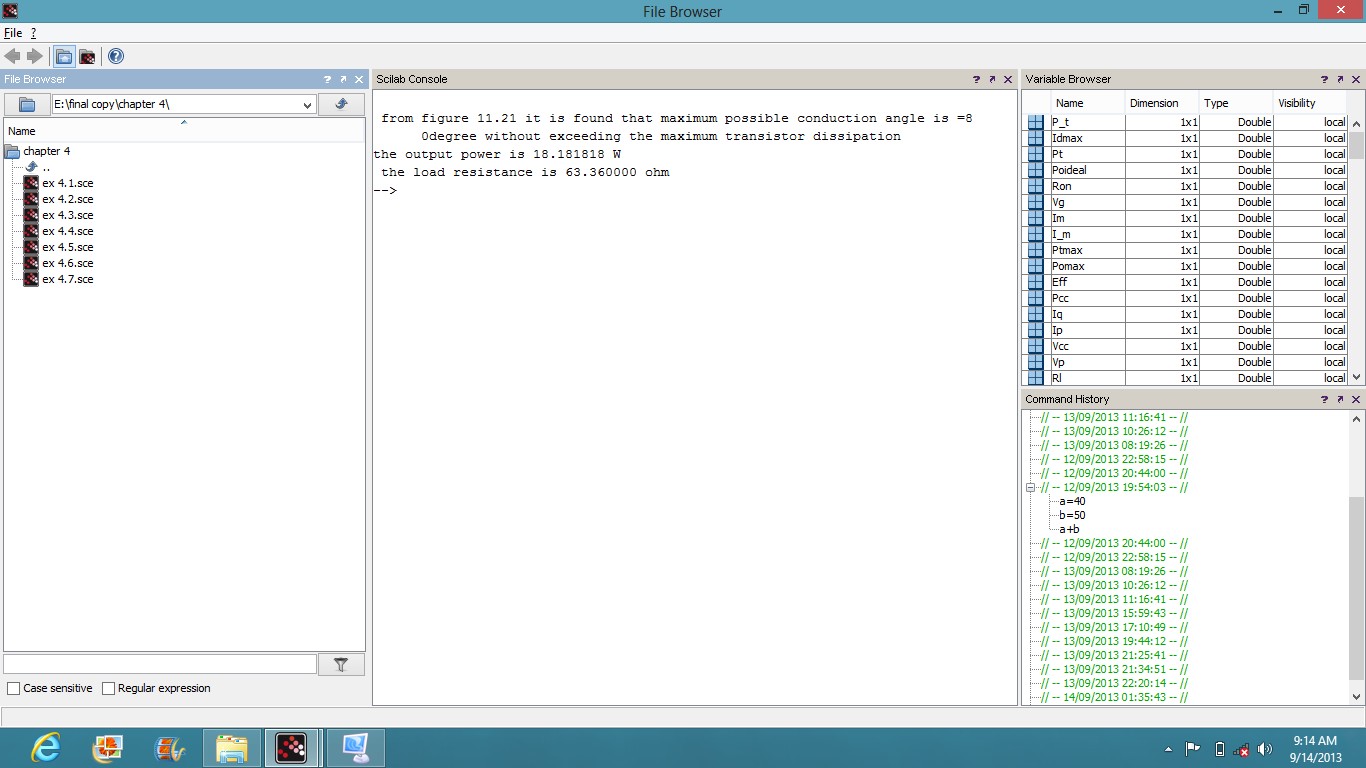 File Browser
File ?
File Browser
E:\final copy\chapter 4\
Name
chapter 4
..
ex 4.1.sce
ex 4.2.sce
ex 4.3.sce
ex 4.4.sce
ex 4.5.sce
ex 4.6.sce
ex 4.7.sce
Case sensitive Regular expression
Scilab Console
from figure 11.21 it is found that maximum possible conduction angle is =8
0degree without exceeding the maximum transistor dissipation
the output power is 18.181818 W
the load resistance is 63.360000 ohm
-->
Variable Browser
Name Dimension Type Visibility
P_t 1x1 Double local
Idmax 1x1 Double local
Pt 1x1 Double local
Poideal 1x1 Double local
Ron 1x1 Double local
Vg 1x1 Double local
Im 1x1 Double local
I_m 1x1 Double local
Ptmax 1x1 Double local
Pomax 1x1 Double local
Eff 1x1 Double local
Pcc 1x1 Double local
Iq 1x1 Double local
Ip 1x1 Double local
Vcc 1x1 Double local
Vp 1x1 Double local
Rl 1x1 Double local
Command History
// -- 13/09/2013 11:16:41 -- //
// -- 13/09/2013 10:26:12 -- //
// -- 13/09/2013 08:19:26 -- //
// -- 12/09/2013 22:58:15 -- //
// -- 12/09/2013 20:44:00 -- //
// -- 12/09/2013 19:54:03 -- //
a=40
b=50
a+b
// -- 12/09/2013 20:44:00 -- //
// -- 12/09/2013 22:58:15 -- //
// -- 13/09/2013 08:19:26 -- //
// -- 13/09/2013 10:26:12 -- //
// -- 13/09/2013 11:16:41 -- //
// -- 13/09/2013 15:59:43 -- //
// -- 13/09/2013 17:10:49 -- //
// -- 13/09/2013 19:44:12 -- //
// -- 13/09/2013 21:25:41 -- //
// -- 13/09/2013 21:34:51 -- //
// -- 13/09/2013 22:20:14 -- //
// -- 14/09/2013 01:35:43 -- //
9:14 AM
9/14/2013